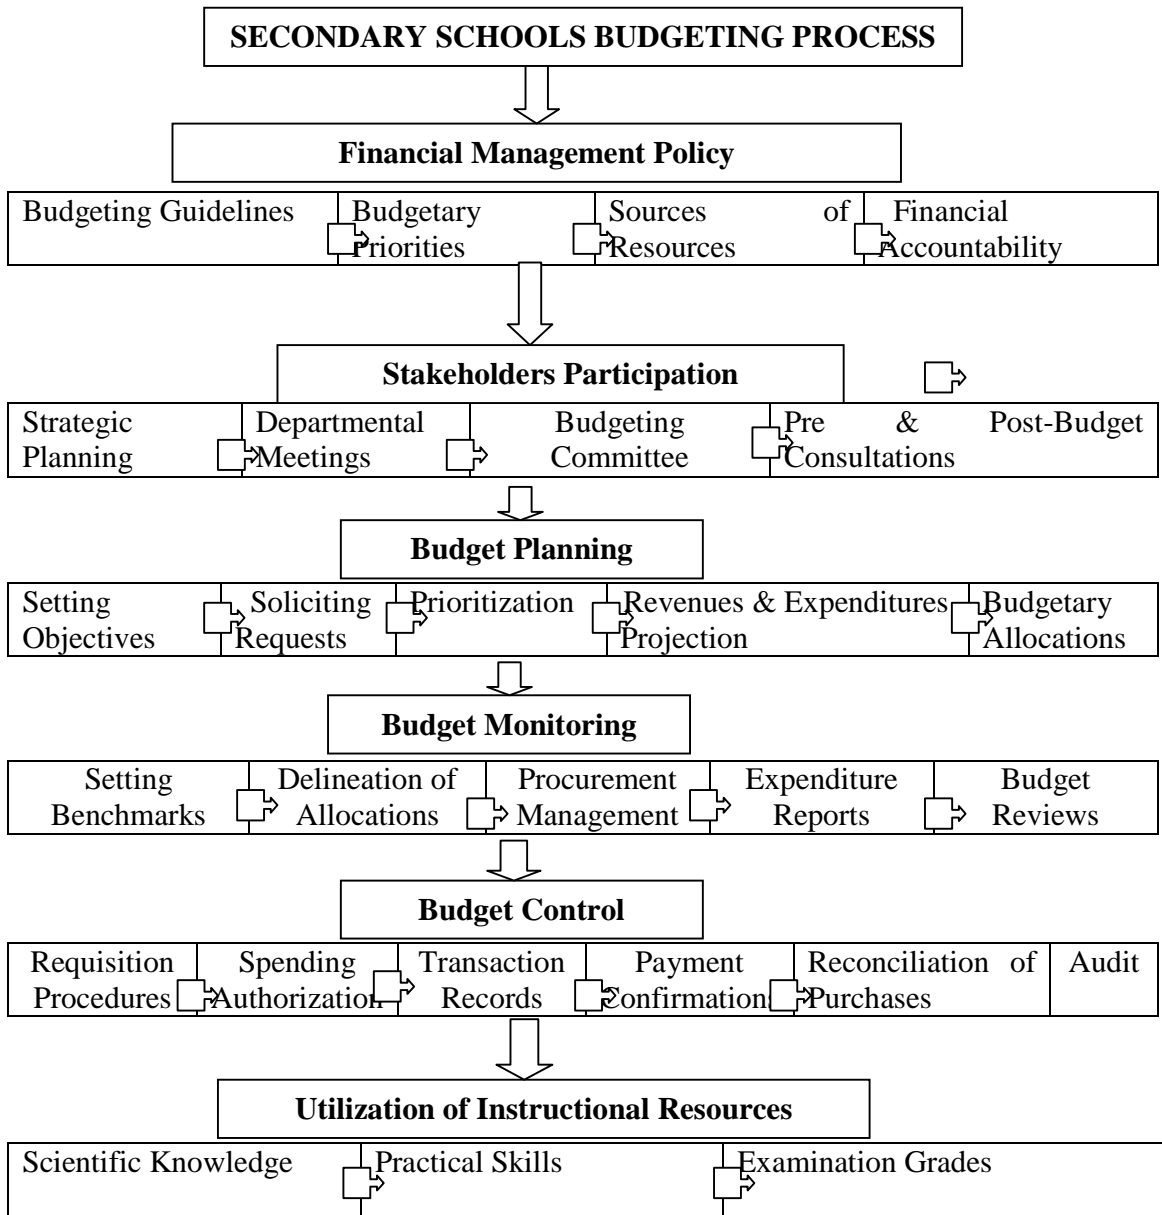 SECONDARY SCHOOLS BUDGETING PROCESS
Financial Management Policy
Budgeting Guidelines
Budgetary
Priorities
Sources of
Resources
Financial
Accountability
Stakeholders Participation
Strategic
Planning
Departmental
Meetings
Budgeting
Committee
Pre & Post-Budget
Consultations
Budget Planning
Setting
Objectives
Soliciting
Requests
Prioritization
Revenues & Expenditures
Projection
Budgetary
Allocations
Budget Monitoring
Setting
Benchmarks
Delineation of
Allocations
Procurement
Management
Expenditure
Reports
Budget
Reviews
Budget Control
Requisition
Procedures
Spending
Authorization
Transaction
Records
Payment
Confirmations
Reconciliation of
Purchases
Audit
Utilization of Instructional Resources
Scientific Knowledge
Practical Skills
Examination Grades